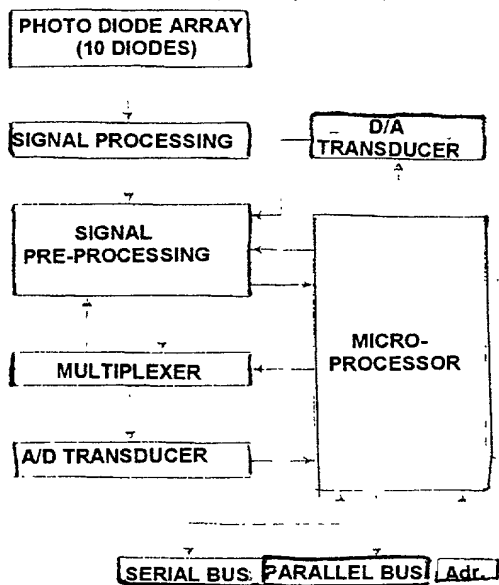 PHOTO DIODE ARRAY
(10 DIODES)
SIGNAL PROCESSING
D/A
TRANSDUCER
SIGNAL
PRE-PROCESSING
MICRO-
PROCESSOR
MULTIPLEXER
A/D TRANSDUCER
SERIAL BUS
PARALLEL BUS
Adr.